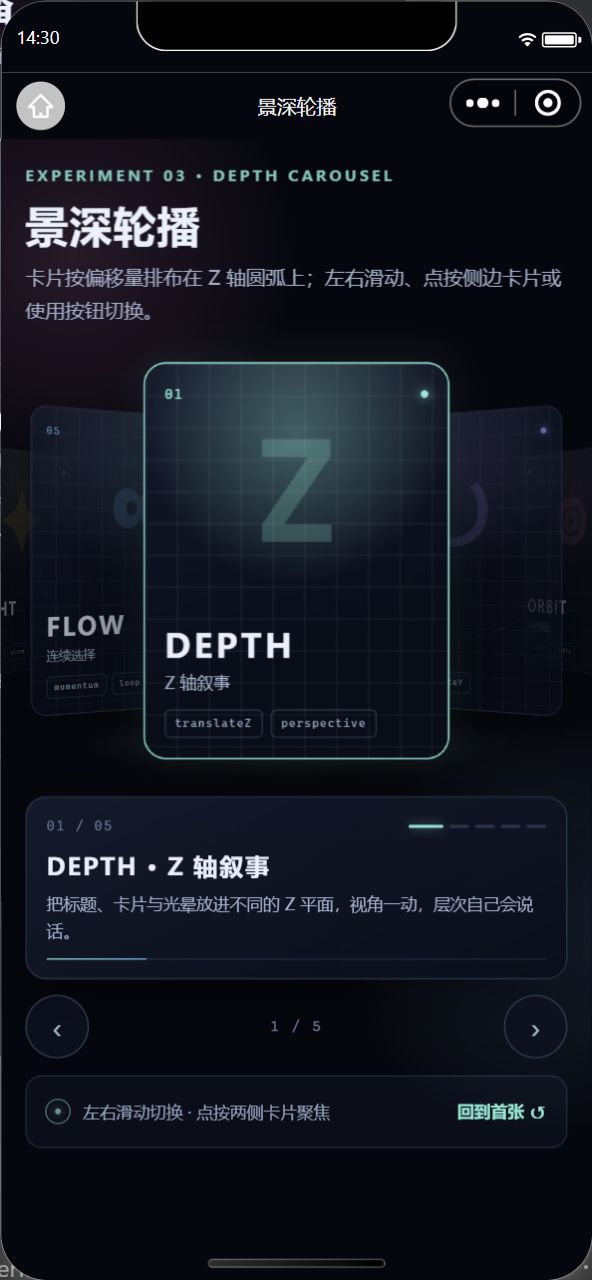 14:30
景深轮播
EXPERIMENT 03 • DEPTH CAROUSEL
景深轮播
卡片按偏移量排布在 Z 轴圆弧上；左右滑动、点按侧边卡片或
使用按钮切换。
05
FLOW
连续选择
momentum
loop
01
Z
DEPTH
Z 轴叙事
translateZ
perspective
ORBIT
01 / 05
DEPTH • Z 轴叙事
把标题、卡片与光晕放进不同的 Z 平面，视角一动，层次自己会说
话。
‹
1 / 5
›
左右滑动切换 · 点按两侧卡片聚焦
回到首张 ↺